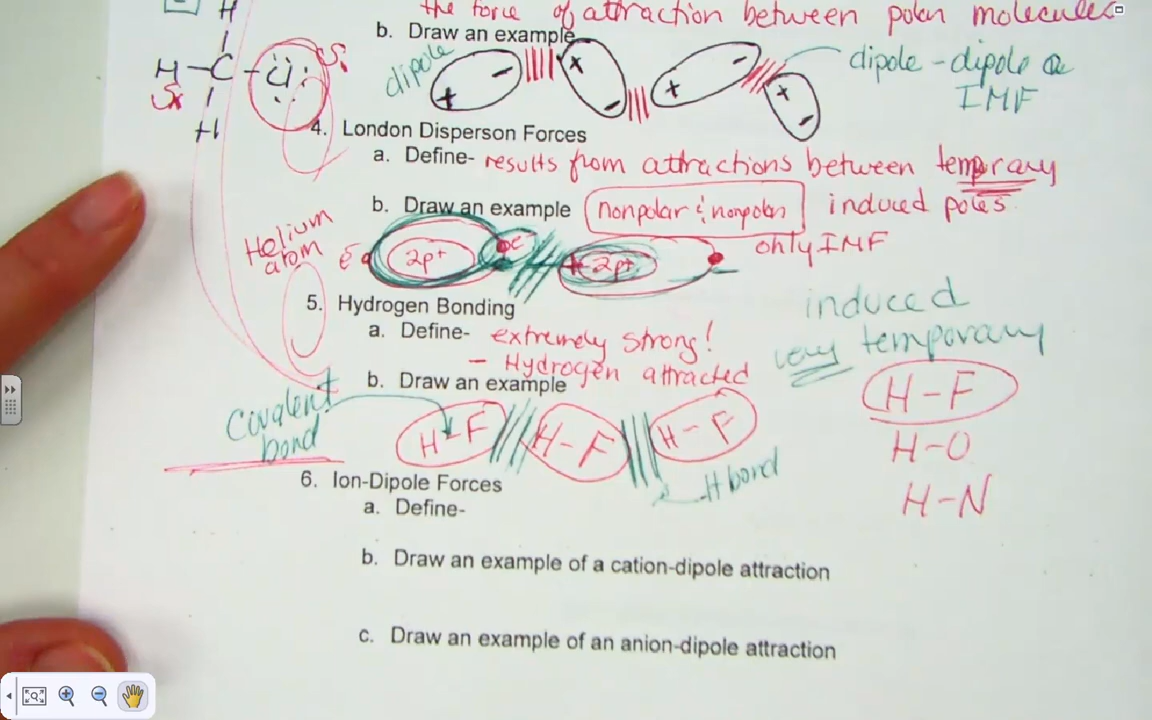 the force of attraction between polar molecules
b. Draw an example
H
H - C - Cl
H
dipole
+ -
+ -
+ -
+ -
dipole - dipole
IMF
4. London Disperson Forces
a. Define- results from attractions between temprary
b. Draw an example nonpolar & nonpolar induced poles
only IMF
Helium
atom
e-
2p+
e-
+ 2p+
-
5. Hydrogen Bonding
a. Define- extremely strong!
- Hydrogen attracted
b. Draw an example
induced
very temporary
Covalent
bond
H-F
H-F
H-F
H bond
H-F
H-O
H-N
6. Ion-Dipole Forces
a. Define-
b. Draw an example of a cation-dipole attraction
c. Draw an example of an anion-dipole attraction